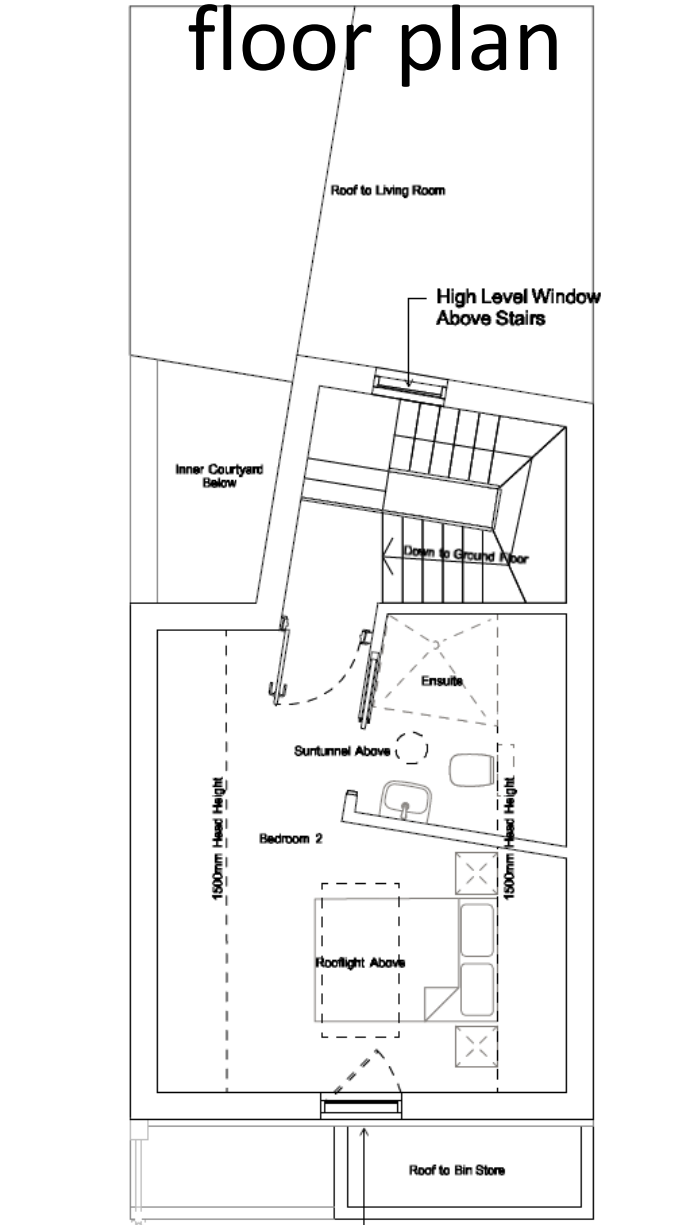 floor plan
Roof to Living Room
High Level Window
Above Stairs
Inner Courtyard
Below
Down to Ground Floor
Ensuite
Suntunnel Above
1500mm Head Height
1500mm Head Height
Bedroom 2
Rooflight Above
Roof to Bin Store